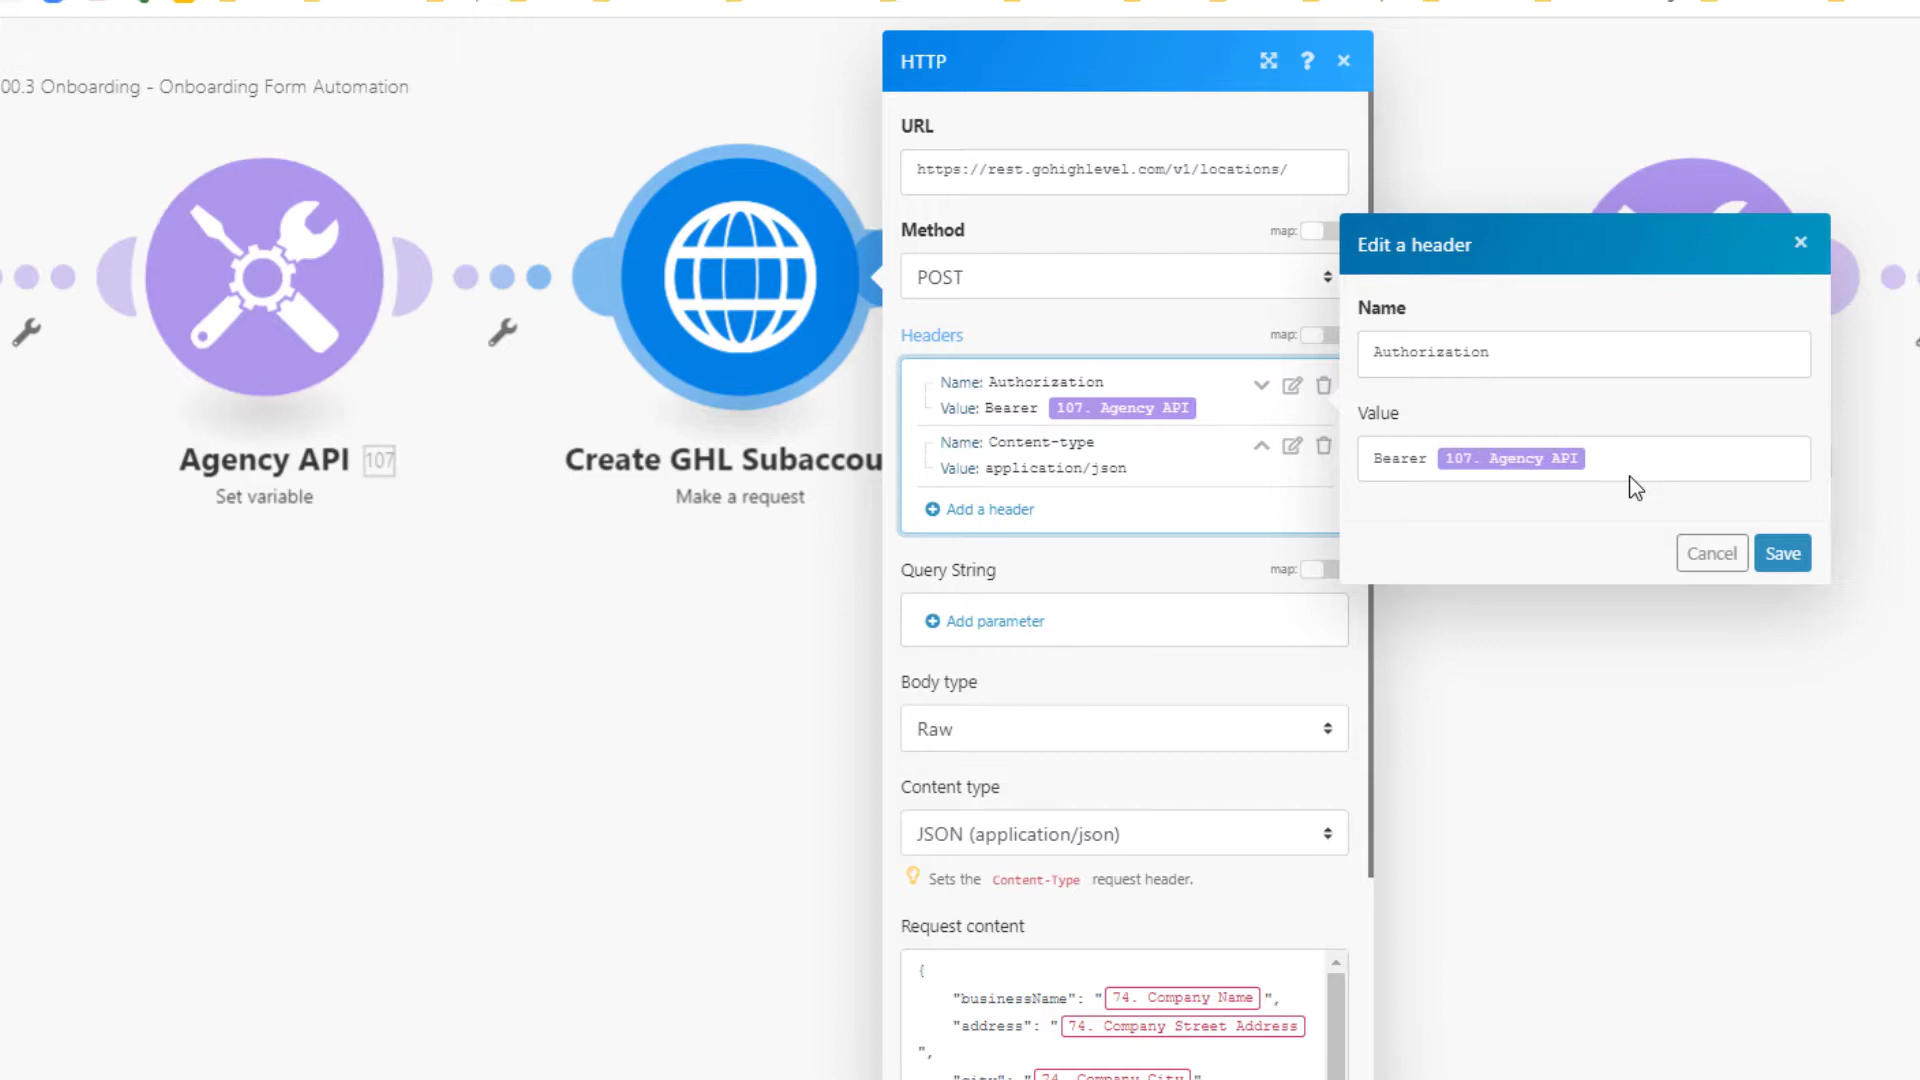 00.3 Onboarding - Onboarding Form Automation
Agency API 107
Set variable
Create GHL Subaccou
Make a request
HTTP
URL
https://rest.gohighlevel.com/v1/locations/
Method
map:
POST
Headers
map:
Name: Authorization
Value: Bearer 107. Agency API
Name: Content-type
Value: application/json
Add a header
Query String
map:
Add parameter
Body type
Raw
Content type
JSON (application/json)
Sets the Content-Type request header.
Request content
{
"businessName": "74. Company Name",
"address": "74. Company Street Address
",
"city": "74. Company City"
Edit a header
Name
Authorization
Value
Bearer 107. Agency API
Cancel
Save